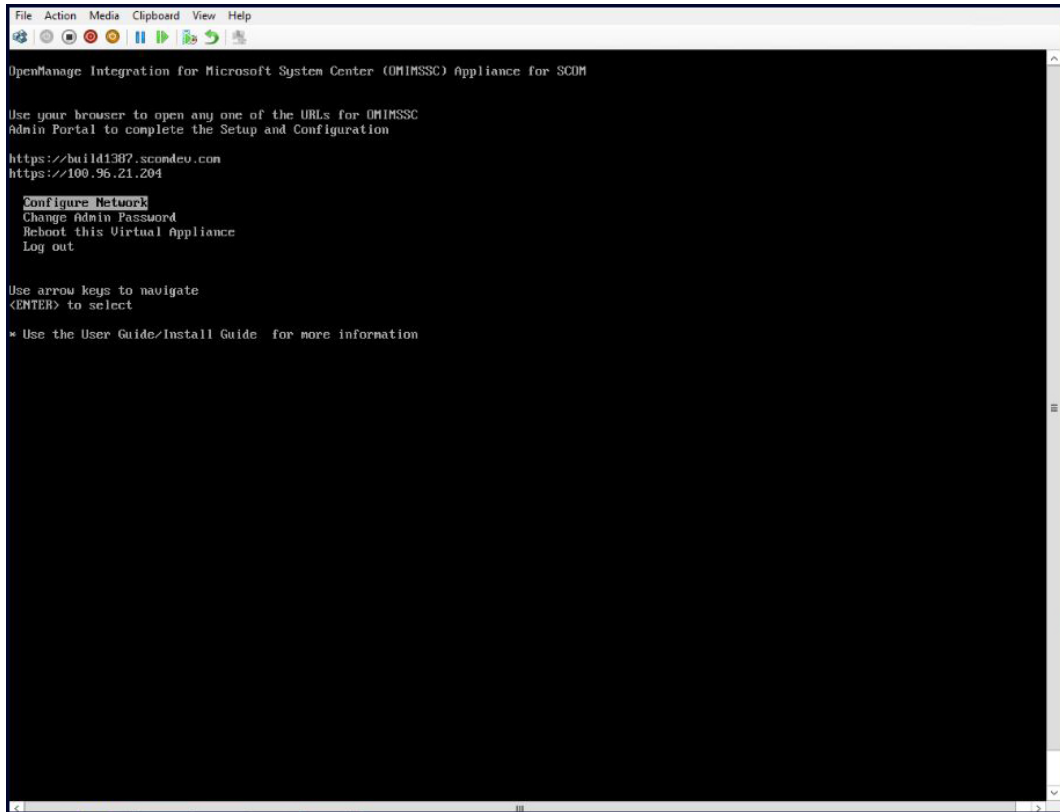 File Action Media Clipboard View Help
OpenManage Integration for Microsoft System Center (OMIMSSC) Appliance for SCOM
Use your browser to open any one of the URLs for OMIMSSC
Admin Portal to complete the Setup and Configuration
https://build1387.scomdev.com
https://100.96.21.204
Configure Network
Change Admin Password
Reboot this Virtual Appliance
Log out
Use arrow keys to navigate
<ENTER> to select
* Use the User Guide/Install Guide  for more information